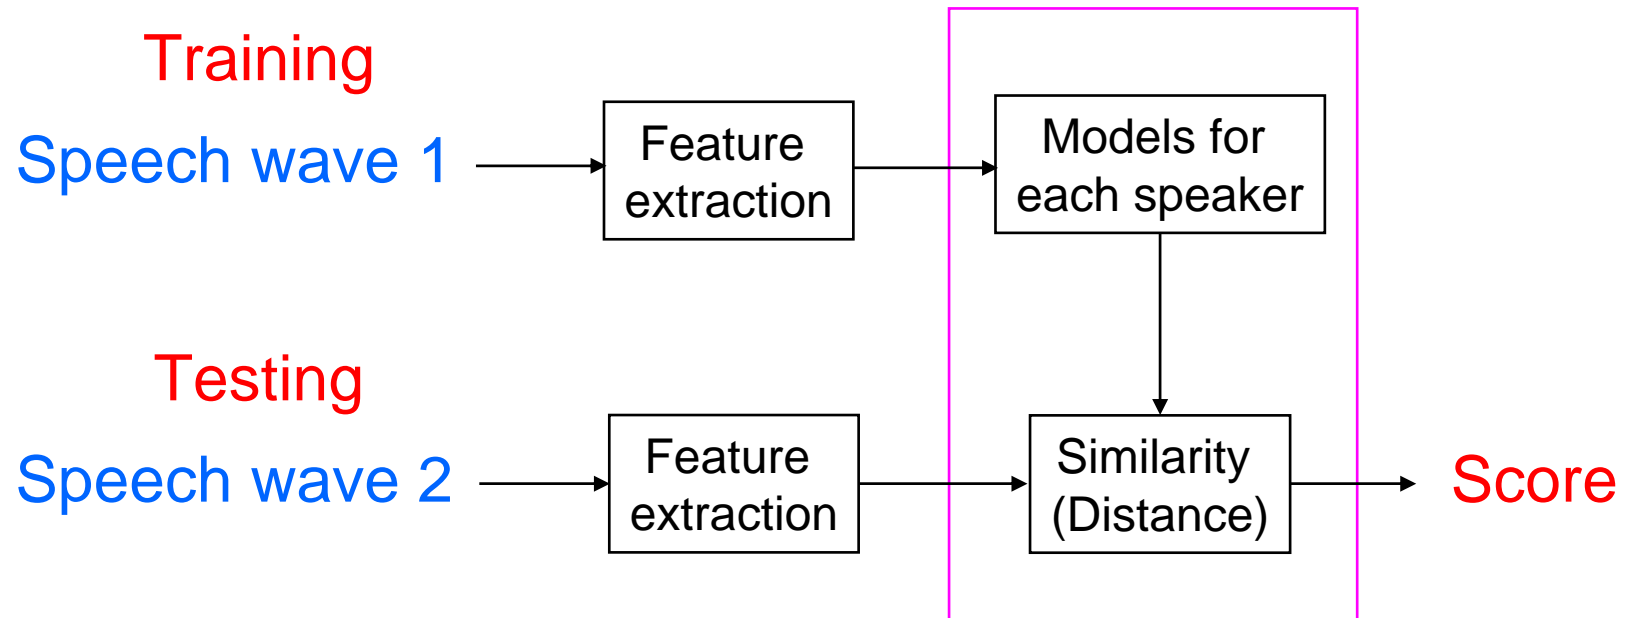 Training
Speech wave 1
Feature
extraction
Models for
each speaker
Testing
Speech wave 2
Feature
extraction
Similarity
(Distance)
Score